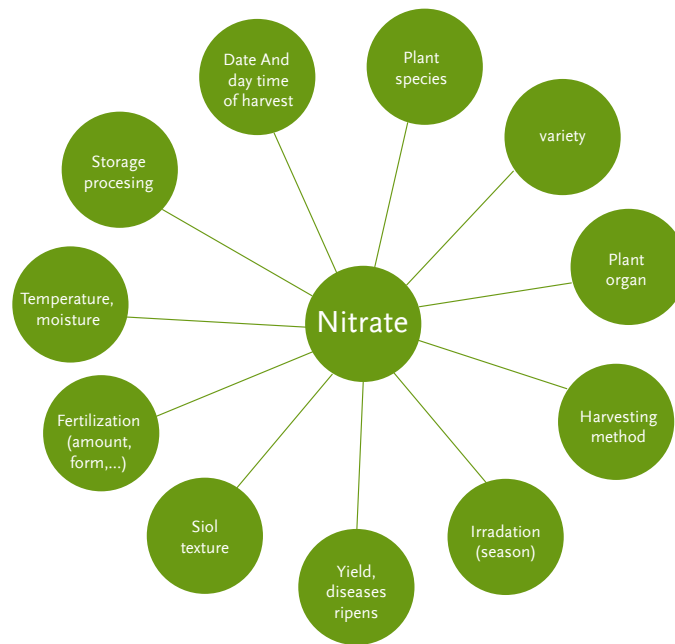 Date And
day time
of harvest
Plant
species
variety
Storage
procesing
Plant
organ
Temperature,
moisture
Nitrate
Harvesting
method
Fertilization
(amount,
form,...)
Siol
texture
Irradation
(season)
Yield,
diseases
ripens